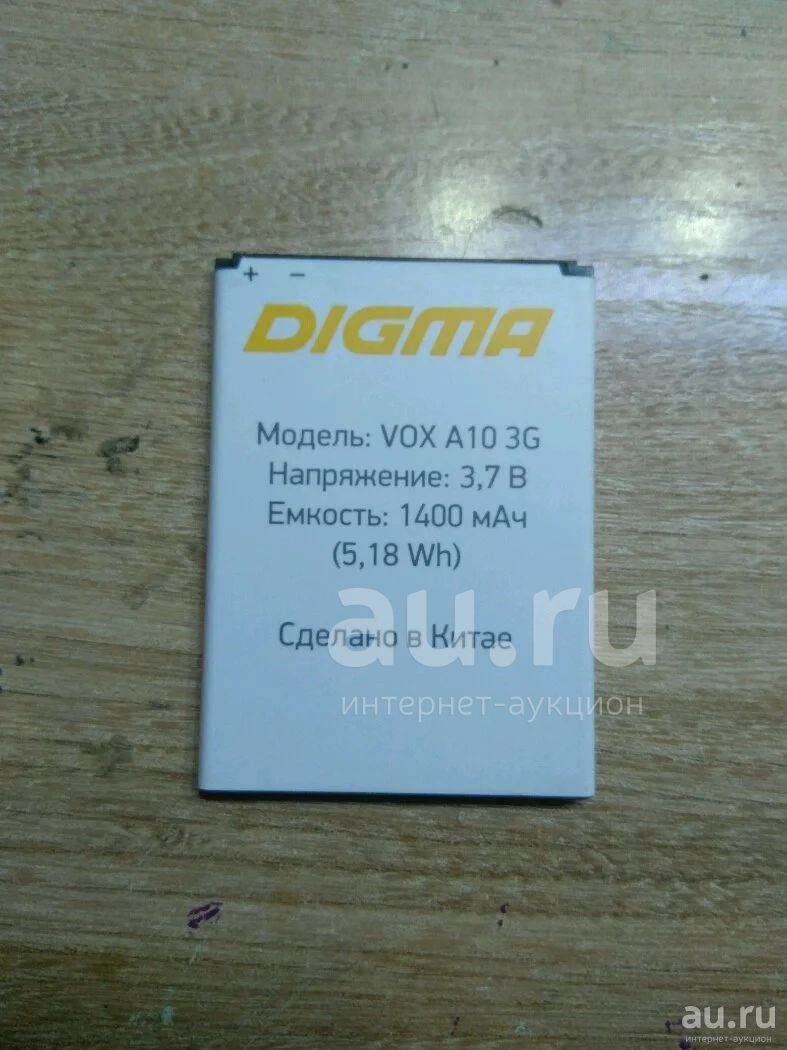 + −
DIGMA
Модель: VOX A10 3G
Напряжение: 3,7 В
Емкость: 1400 мАч
(5,18 Wh)
Сделано в Китае
au.ru
интернет-аукцион
au.ru
интернет-аукцион